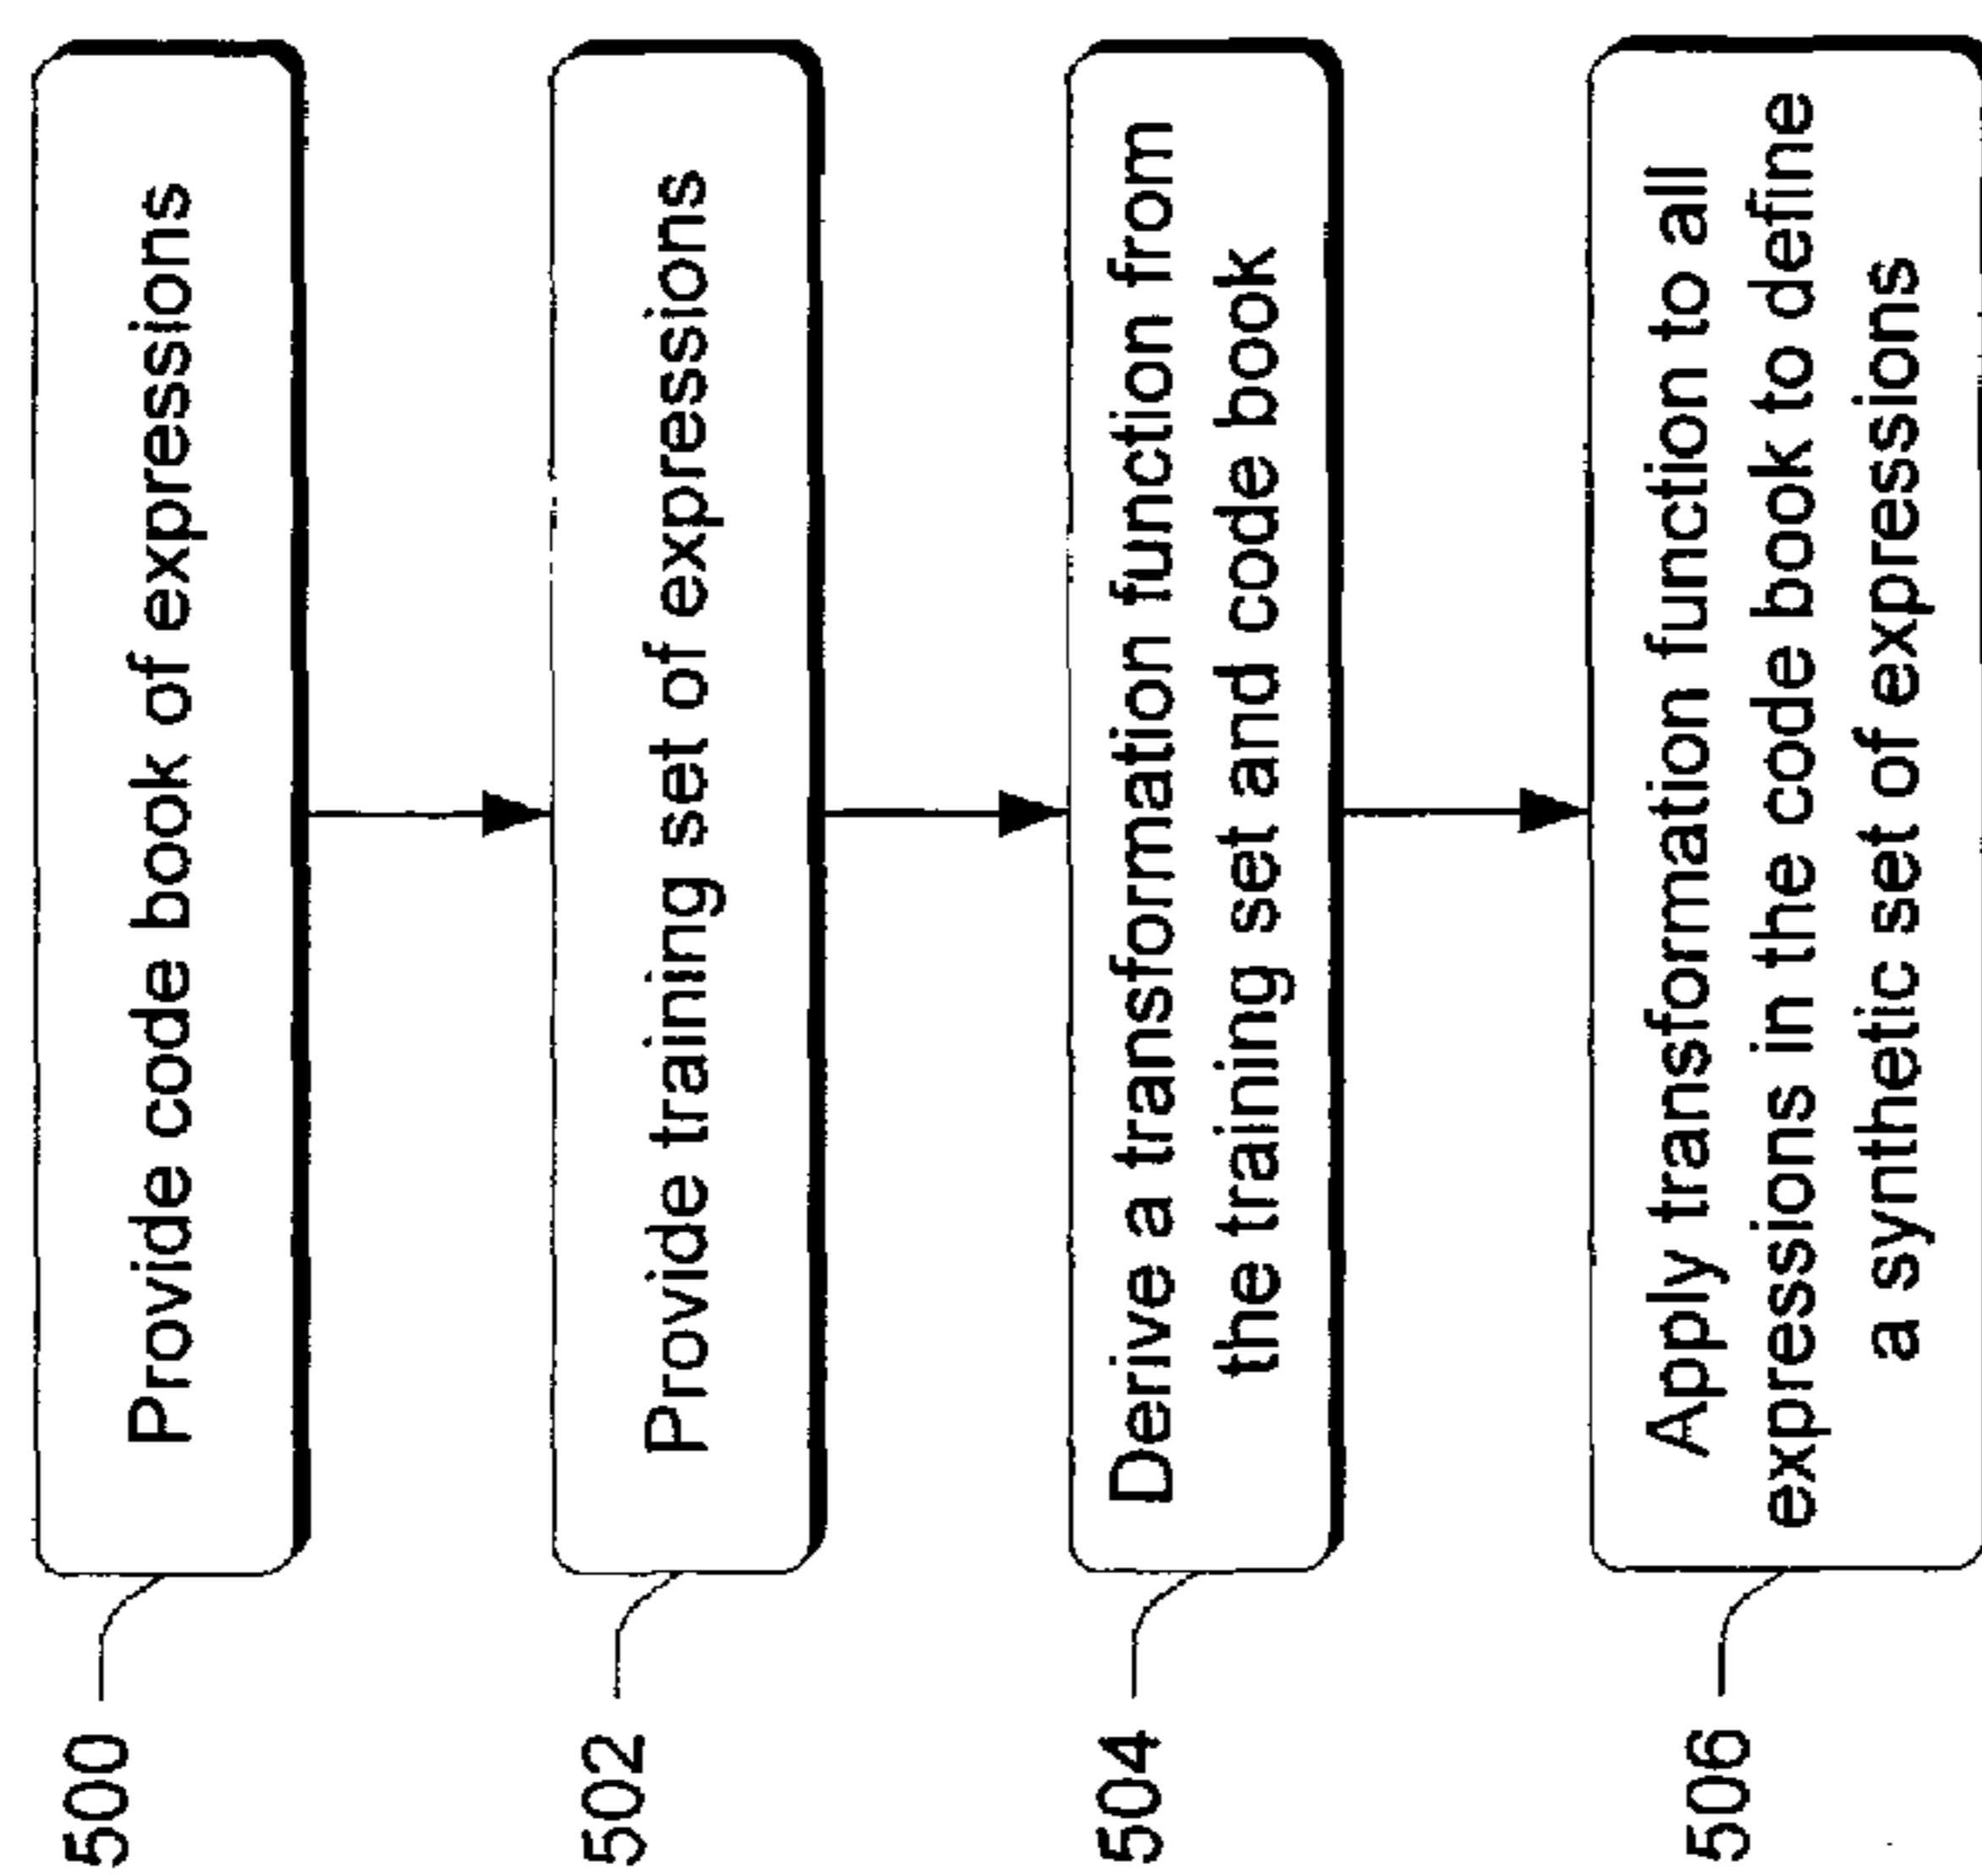 500
Provide code book of expressions
502
Provide training set of expressions
504
Derive a transformation function from
the training set and code book
506
Apply transformation function to all
expressions in the code book to define
a synthetic set of expressions